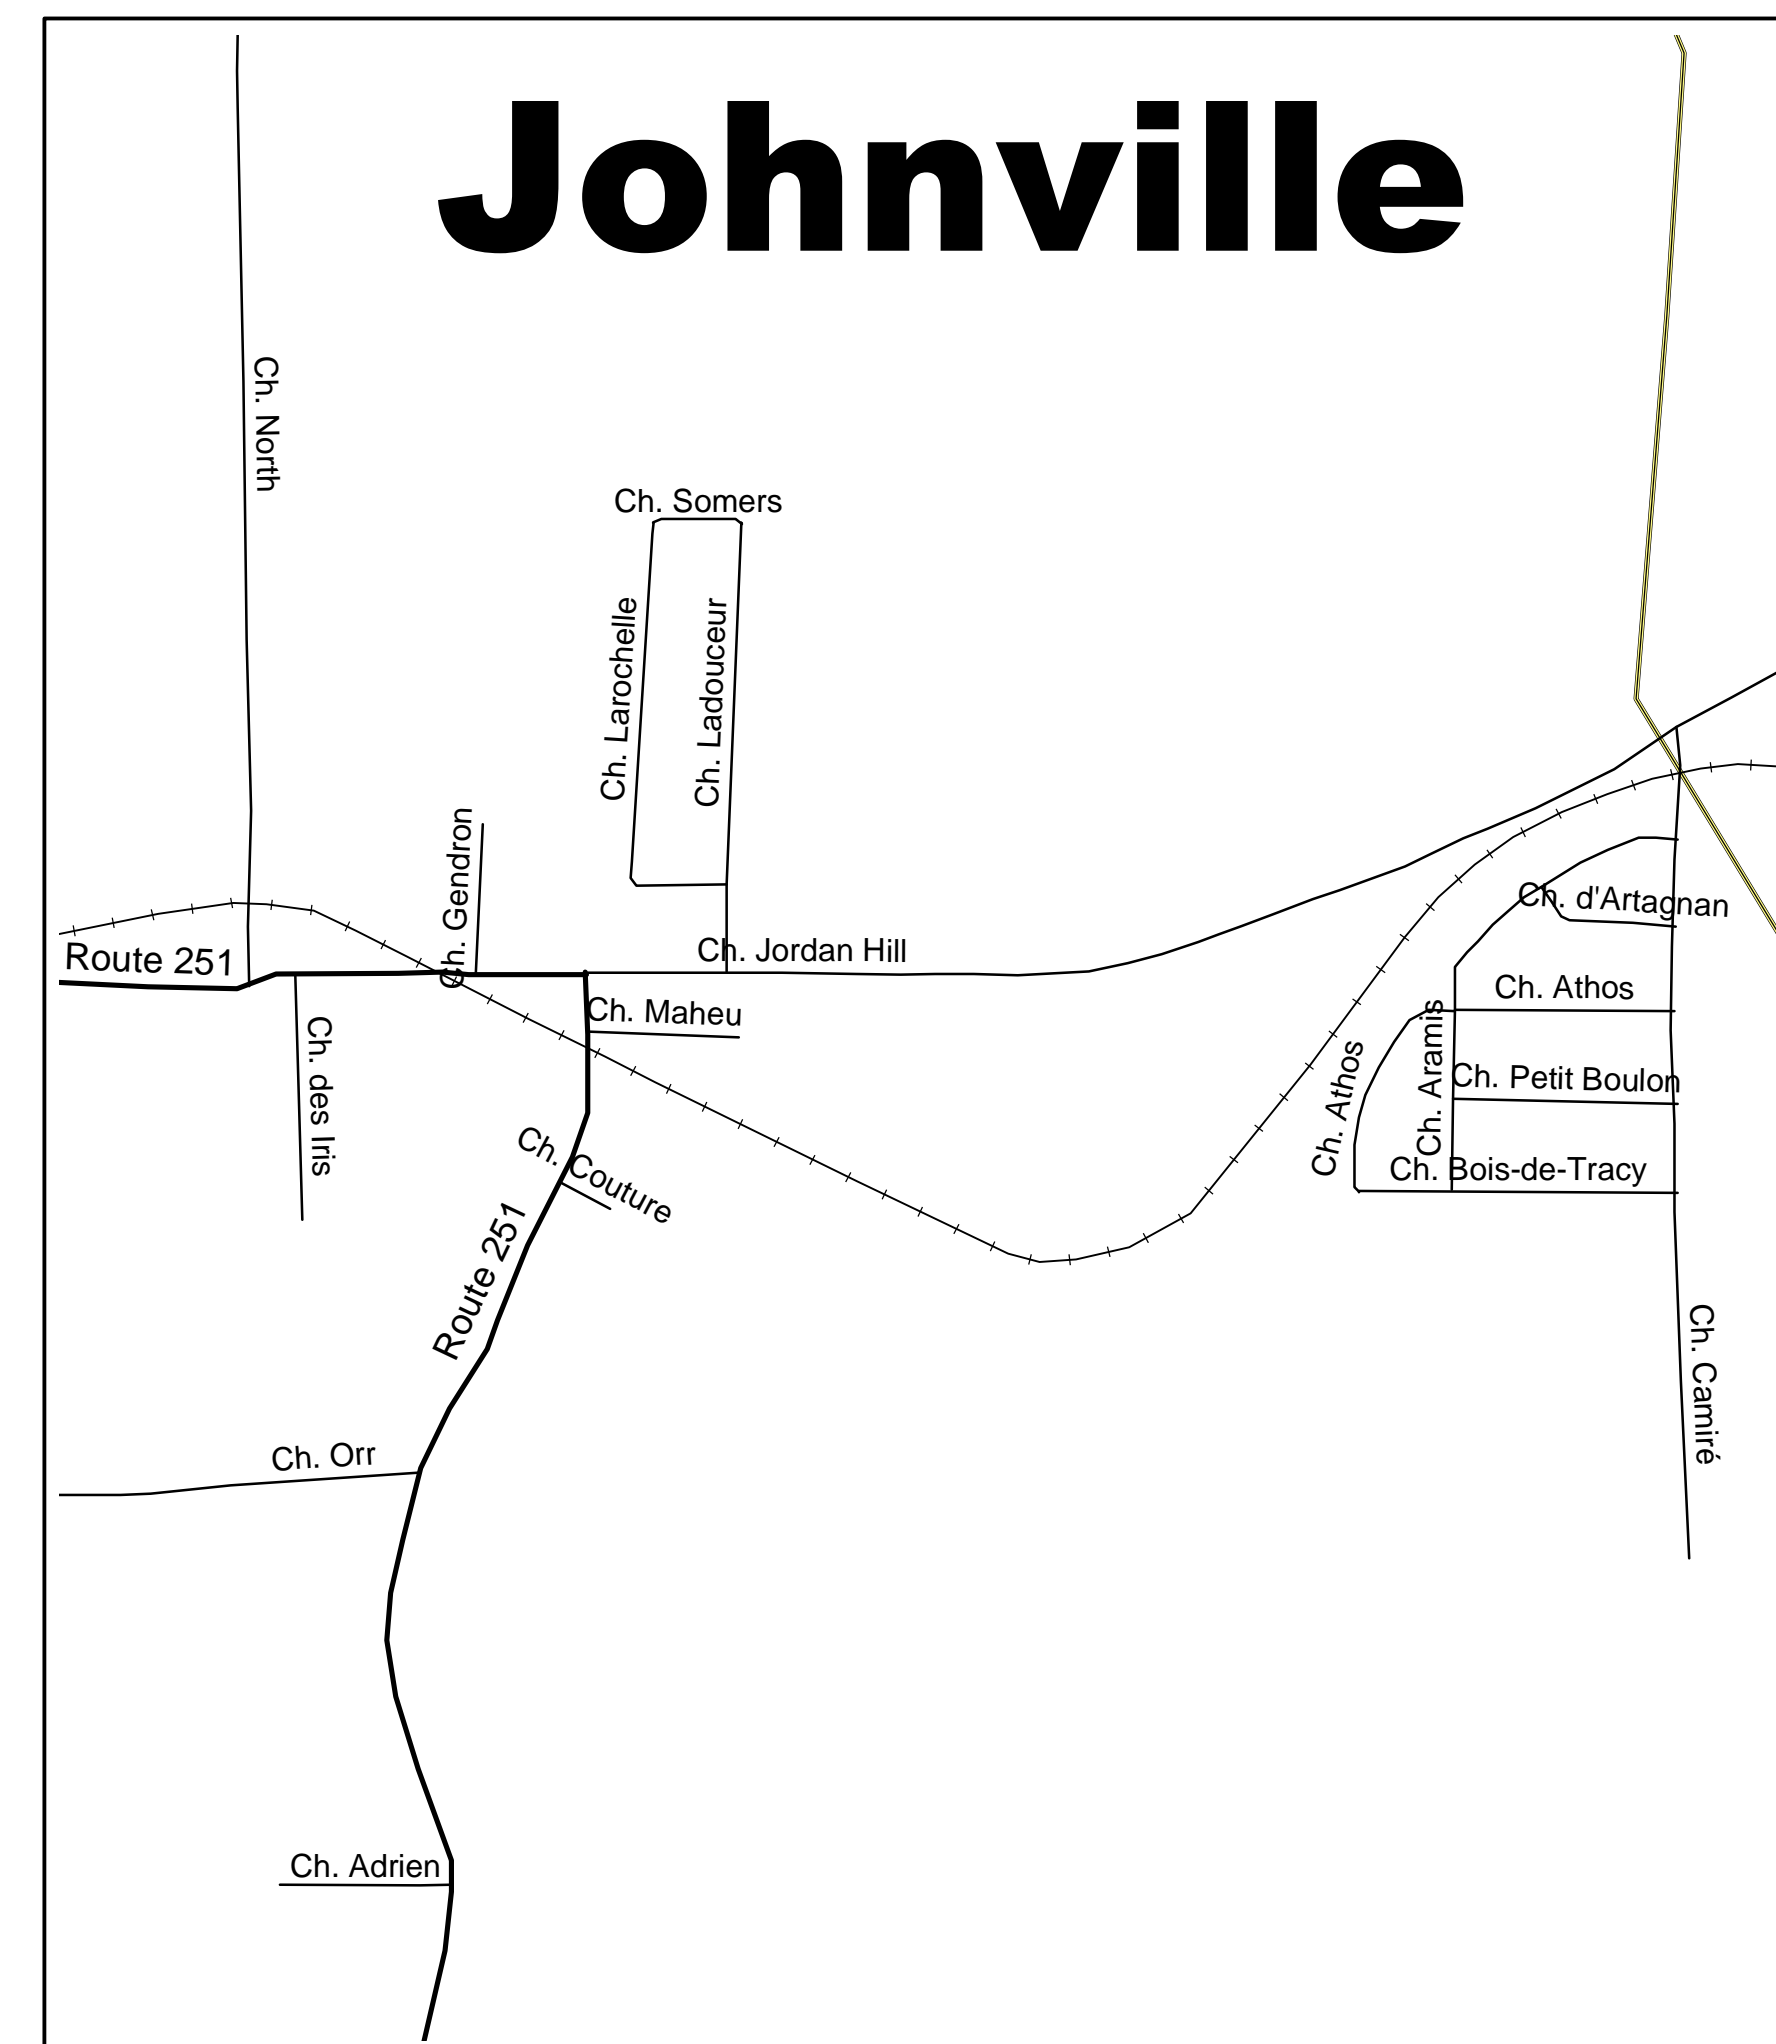 Johnville
Ch. North
Ch. Somers
Ch. Larochelle
Ch. Ladouceur
Ch. Gendron
Route 251
Ch. Jordan Hill
Ch. d'Artagnan
Ch. Athos
Ch. Maheu
Ch. des Iris
Ch. Aramis
Ch. Athos
Ch. Petit Boulon
Ch. Couture
Ch. Bois-de-Tracy
Route 251
Ch. Camiré
Ch. Orr
Ch. Adrien